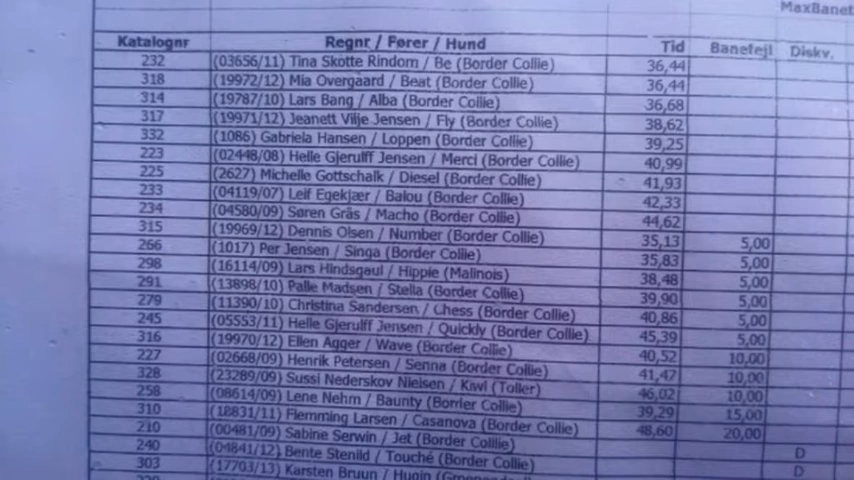 MaxBanet
Katalognr Regnr / Fører / Hund Tid Banefejl Diskv.
232 (03656/11) Tina Skotte Rindom / Be (Border Collie) 36,44
318 (19972/12) Mia Overgaard / Beat (Border Collie) 36,44
314 (19787/10) Lars Bang / Alba (Border Collie) 36,68
317 (19971/12) Jeanett Vilje Jensen / Fly (Border Collie) 38,62
332 (1086) Gabriela Hansen / Loppen (Border Collie) 39,25
223 (02448/08) Helle Gjerulff Jensen / Merci (Border Collie) 40,99
225 (2627) Michelle Gottschalk / Diesel (Border Collie) 41,93
233 (04119/07) Leif Egekjær / Balou (Border Collie) 42,33
234 (04580/09) Søren Grås / Macho (Border Collie) 44,62
315 (19969/12) Dennis Olsen / Number (Border Collie) 35,13 5,00
266 (1017) Per Jensen / Singa (Border Collie) 35,83 5,00
298 (16114/09) Lars Hindsgaul / Hippie (Malinois) 38,48 5,00
291 (13898/10) Palle Madsen / Stella (Border Collie) 39,90 5,00
279 (11390/10) Christina Sandersen / Chess (Border Collie) 40,86 5,00
245 (05553/11) Helle Gjerulff Jensen / Quickly (Border Collie) 45,39 5,00
316 (19970/12) Ellen Agger / Wave (Border Collie) 40,52 10,00
227 (02668/09) Henrik Petersen / Senna (Border Collie) 41,47 10,00
328 (23289/09) Sussi Nederskov Nielsen / Kiwi (Toller) 46,02 10,00
258 (08614/09) Lene Nehm / Baunty (Border Collie) 39,29 15,00
310 (18831/11) Flemming Larsen / Casanova (Border Collie) 48,60 20,00
210 (00481/09) Sabine Serwin / Jet (Border Collie) D
240 (04841/12) Bente Stenild / Touché (Border Collie) D
303 (17703/13) Karsten Bruun / Hugin